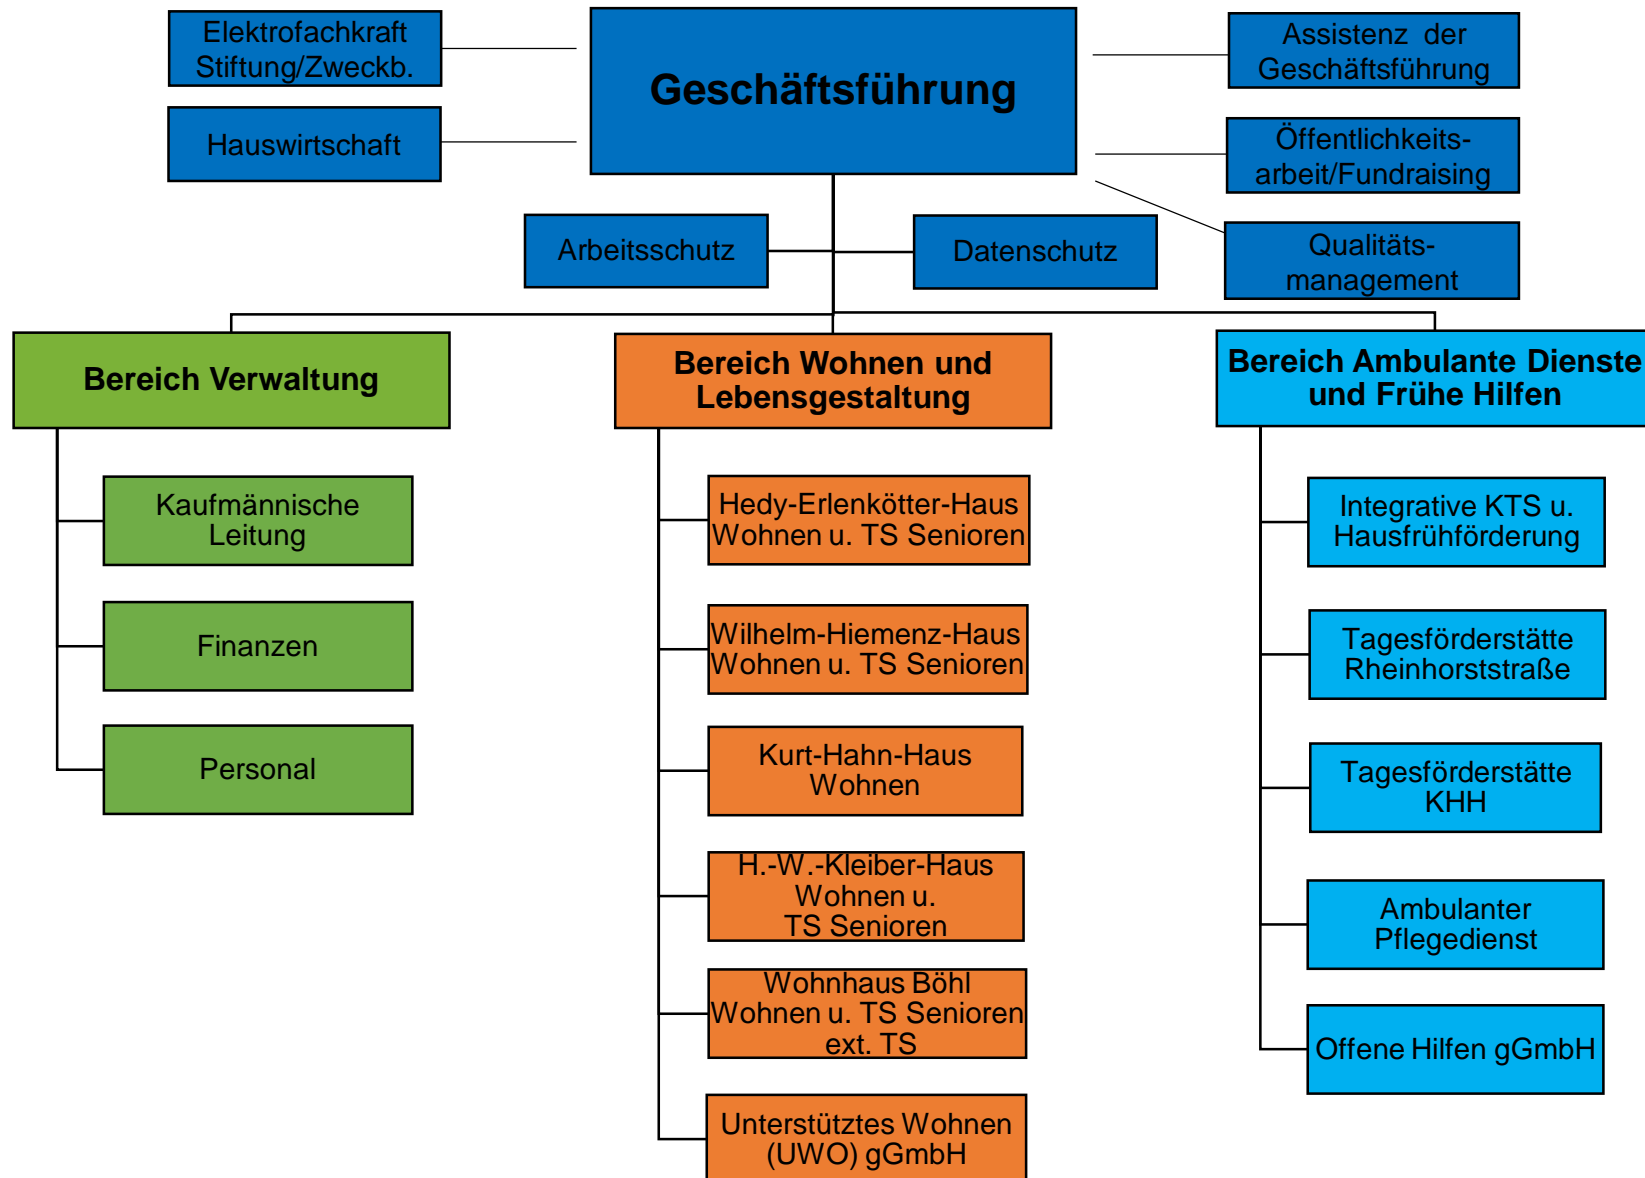 Elektrofachkraft
Stiftung/Zweckb.
Geschäftsführung
Assistenz der
Geschäftsführung
Hauswirtschaft
Öffentlichkeits-
arbeit/Fundraising
Arbeitsschutz
Datenschutz
Qualitäts-
management
Bereich Verwaltung
Kaufmännische
Leitung
Finanzen
Personal
Bereich Wohnen und
Lebensgestaltung
Hedy-Erlenkötter-Haus
Wohnen u. TS Senioren
Wilhelm-Hiemenz-Haus
Wohnen u. TS Senioren
Kurt-Hahn-Haus
Wohnen
H.-W.-Kleiber-Haus
Wohnen u.
TS Senioren
Wohnhaus Böhl
Wohnen u. TS Senioren
ext. TS
Unterstütztes Wohnen
(UWO) gGmbH
Bereich Ambulante Dienste
und Frühe Hilfen
Integrative KTS u.
Hausfrühförderung
Tagesförderstätte
Rheinhorststraße
Tagesförderstätte
KHH
Ambulanter
Pflegedienst
Offene Hilfen gGmbH